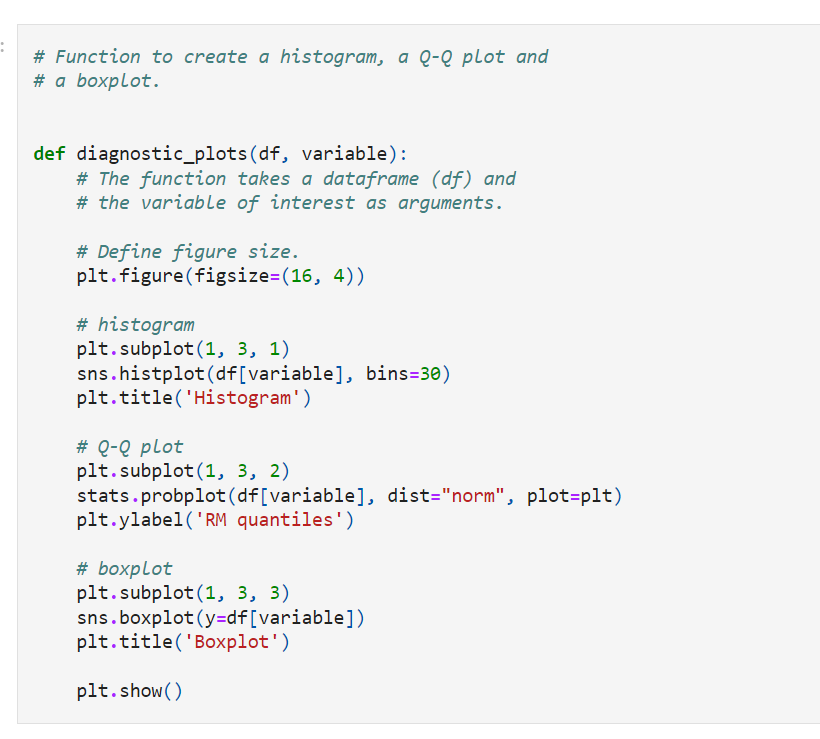 :
# Function to create a histogram, a Q-Q plot and
# a boxplot.
def diagnostic_plots(df, variable):
    # The function takes a dataframe (df) and
    # the variable of interest as arguments.
    # Define figure size.
    plt.figure(figsize=(16, 4))
    # histogram
    plt.subplot(1, 3, 1)
    sns.histplot(df[variable], bins=30)
    plt.title('Histogram')
    # Q-Q plot
    plt.subplot(1, 3, 2)
    stats.probplot(df[variable], dist="norm", plot=plt)
    plt.ylabel('RM quantiles')
    # boxplot
    plt.subplot(1, 3, 3)
    sns.boxplot(y=df[variable])
    plt.title('Boxplot')
    plt.show()